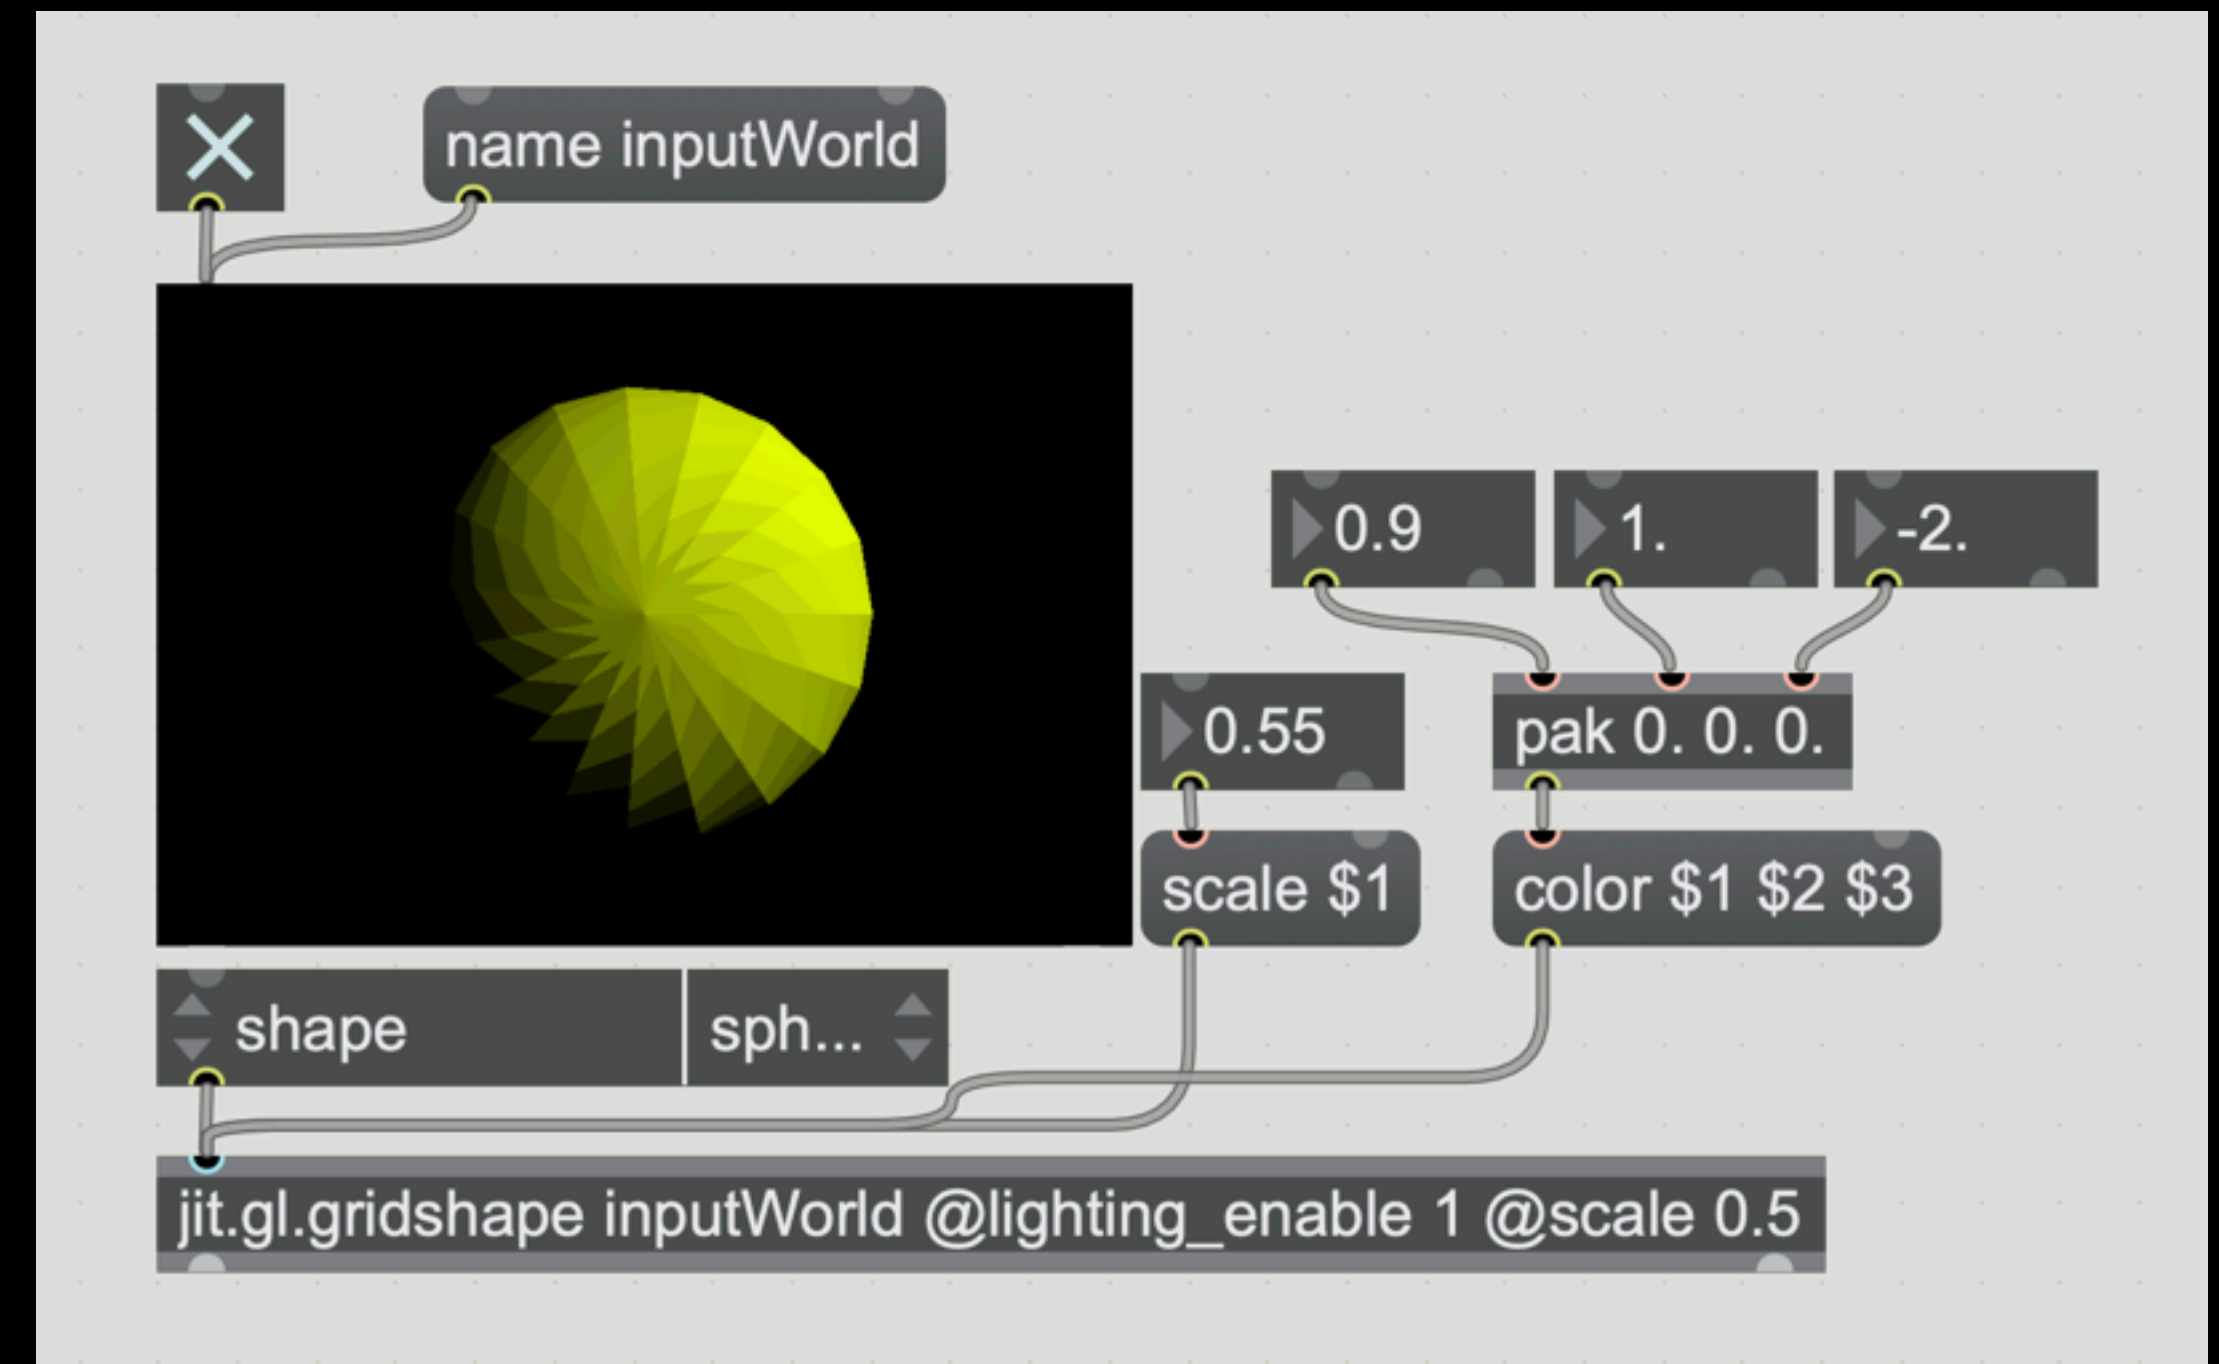 name inputWorld
0.9
1.
-2.
0.55
pak 0. 0. 0.
scale $1
color $1 $2 $3
shape
sph...
jit.gl.gridshape inputWorld @lighting_enable 1 @scale 0.5